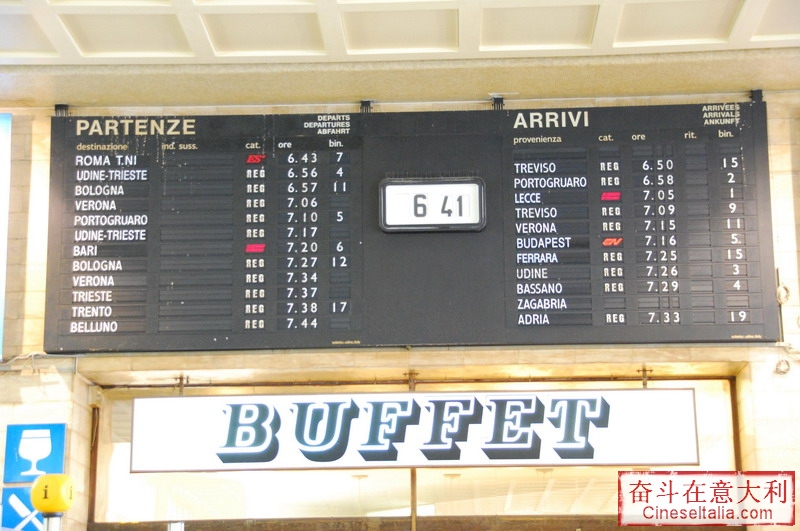 PARTENZE
DEPARTS
DEPARTURES
ABFAHRT
destinazione ind. suss. cat. ore bin.
ROMA T.NI ES* 6.43 7
UDINE-TRIESTE REG 6.56 4
BOLOGNA REG 6.57 11
VERONA REG 7.06
PORTOGRUARO REG 7.10 5
UDINE-TRIESTE REG 7.17
BARI 7.20 6
BOLOGNA REG 7.27 12
VERONA REG 7.34
TRIESTE REG 7.37
TRENTO REG 7.38 17
BELLUNO REG 7.44
6 41
ARRIVI
ARRIVÉES
ARRIVALS
ANKUNFT
provenienza cat. ore rit. bin.
TREVISO REG 6.50 15
PORTOGRUARO REG 6.58 2
LECCE 7.05 1
TREVISO REG 7.09 9
VERONA REG 7.15 11
BUDAPEST EN 7.16 5
FERRARA REG 7.25 15
UDINE REG 7.26 3
BASSANO REG 7.29 4
ZAGABRIA
ADRIA REG 7.33 19
BUFFET
i
奋斗在意大利
CineseItalia.com